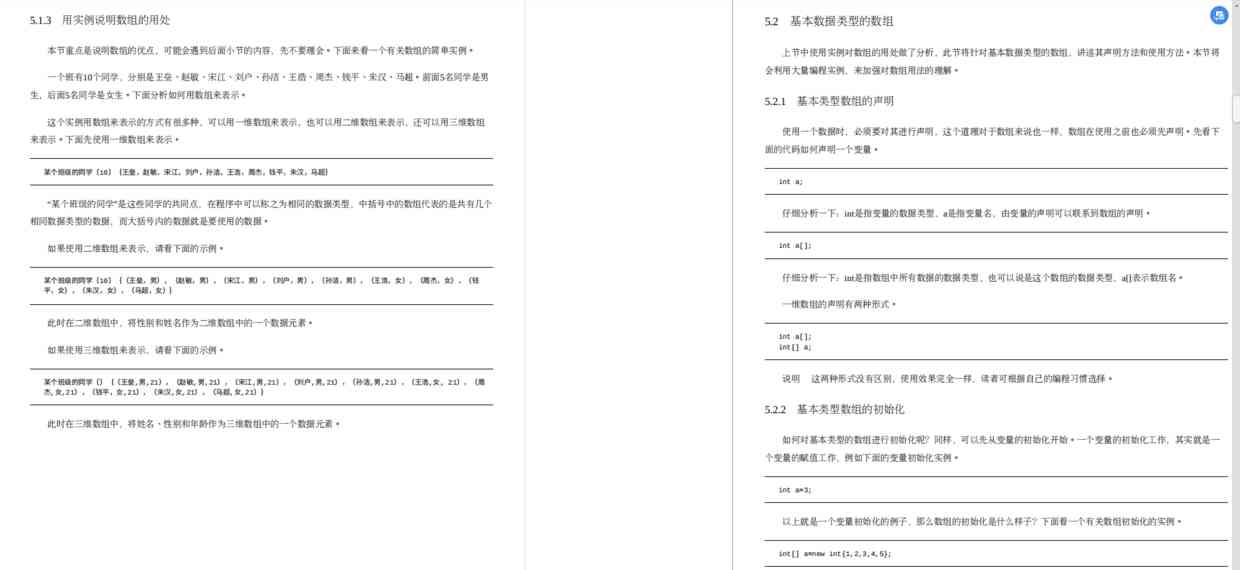 5.1.3 用实例说明数组的用处
本节重点是说明数组的优点，可能会遇到后面小节的内容，先不要理会。下面来看一个有关数组的简单实例。
一个班有10个同学，分别是王垒、赵敏、宋江、刘户、孙洁、王浩、周杰、钱平、朱汉、马超。前面5名同学是男
生，后面5名同学是女生。下面分析如何用数组来表示。
这个实例用数组来表示的方式有很多种，可以用一维数组来表示，也可以用二维数组来表示，还可以用三维数组
来表示。下面先使用一维数组来表示。
某个班级的同学〔10〕{王垒，赵敏，宋江，刘户，孙洁，王浩，周杰，钱平，朱汉，马超}
“某个班级的同学”是这些同学的共同点，在程序中可以称之为相同的数据类型，中括号中的数组代表的是共有几个
相同数据类型的数据，而大括号内的数据就是要使用的数据。
如果使用二维数组来表示，请看下面的示例。
某个班级的同学〔10〕{（王垒，男），（赵敏，男），（宋江，男），（刘户，男），（孙洁，男），（王浩，女），（周杰，女），（钱
平，女），（朱汉，女），（马超，女）}
此时在二维数组中，将性别和姓名作为二维数组中的一个数据元素。
如果使用三维数组来表示，请看下面的示例。
某个班级的同学〔〕{（王垒,男,21），（赵敏,男,21），（宋江,男,21），（刘户,男,21），（孙洁,男,21），（王浩,女, 21），（周
杰,女,21），（钱平，女,21），（朱汉,女,21），（马超,女,21）}
此时在三维数组中，将姓名、性别和年龄作为三维数组中的一个数据元素。
5.2 基本数据类型的数组
上节中使用实例对数组的用处做了分析，此节将针对基本数据类型的数组，讲述其声明方法和使用方法。本节将
会利用大量编程实例，来加强对数组用法的理解。
5.2.1 基本类型数组的声明
使用一个数据时，必须要对其进行声明，这个道理对于数组来说也一样，数组在使用之前也必须先声明。先看下
面的代码如何声明一个变量。
int a;
仔细分析一下：int是指变量的数据类型，a是指变量名，由变量的声明可以联系到数组的声明。
int a[];
仔细分析一下：int是指数组中所有数据的数据类型，也可以说是这个数组的数据类型，a[]表示数组名。
一维数组的声明有两种形式。
int a[];
int[] a;
说明 这两种形式没有区别，使用效果完全一样，读者可根据自己的编程习惯选择。
5.2.2 基本类型数组的初始化
如何对基本类型的数组进行初始化呢？同样，可以先从变量的初始化开始。一个变量的初始化工作，其实就是一
个变量的赋值工作，例如下面的变量初始化实例。
int a=3;
以上就是一个变量初始化的例子，那么数组的初始化是什么样子？下面看一个有关数组初始化的实例。
int[] a=new int{1,2,3,4,5};